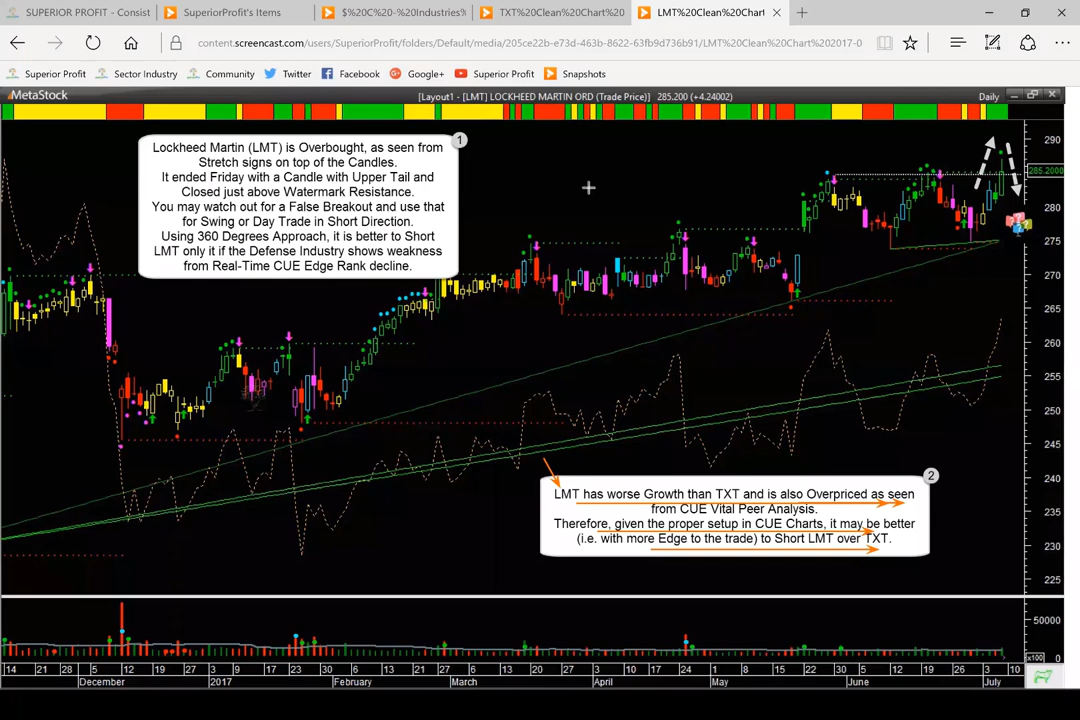 SUPERIOR PROFIT - Consist
SuperiorProfit's Items
$%20C%20-%20Industries%
TXT%20Clean%20Chart%20
LMT%20Clean%20Chart
content.screencast.com/users/SuperiorProfit/folders/Default/media/205ce22b-e73d-463b-8622-63fb9d736b91/LMT%20Clean%20Chart%202017-0
Superior Profit
Sector Industry
Community
Twitter
Facebook
Google+
Superior Profit
Snapshots
MetaStock
[Layout1 - [LMT] LOCKHEED MARTIN ORD (Trade Price)] 285.200 (+4.24002)
Daily
1
Lockheed Martin (LMT) is Overbought, as seen from
Stretch signs on top of the Candles.
It ended Friday with a Candle with Upper Tail and
Closed just above Watermark Resistance.
You may watch out for a False Breakout and use that
for Swing or Day Trade in Short Direction.
Using 360 Degrees Approach, it is better to Short
LMT only it if the Defense Industry shows weakness
from Real-Time CUE Edge Rank decline.
290
285.2000
280
275
270
265
260
255
250
245
240
235
230
225
2
LMT has worse Growth than TXT and is also Overpriced as seen
from CUE Vital Peer Analysis.
Therefore, given the proper setup in CUE Charts, it may be better
(i.e. with more Edge to the trade) to Short LMT over TXT.
50000
x100
0
14 21 28 5 12 19 27 3 9 17 23 30 6 13 21 27 6 13 20 27 3 10 17 24 1 8 15 22 30 5 12 19 26 3 10
December 2017 February March April May June July